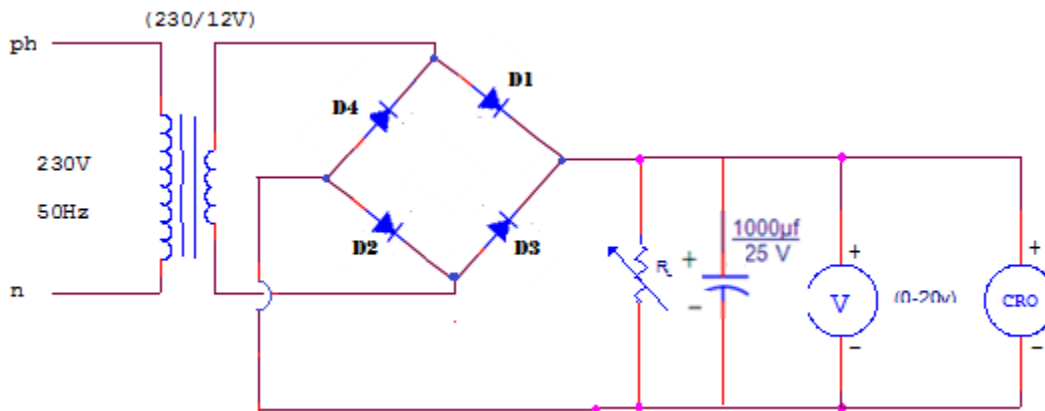 (230/12V)
ph
D1
D4
230V
50Hz
1000µf
25 V
D2
D3
+
R
+
+
V
(0-20v)
CRO
−
−
−
n